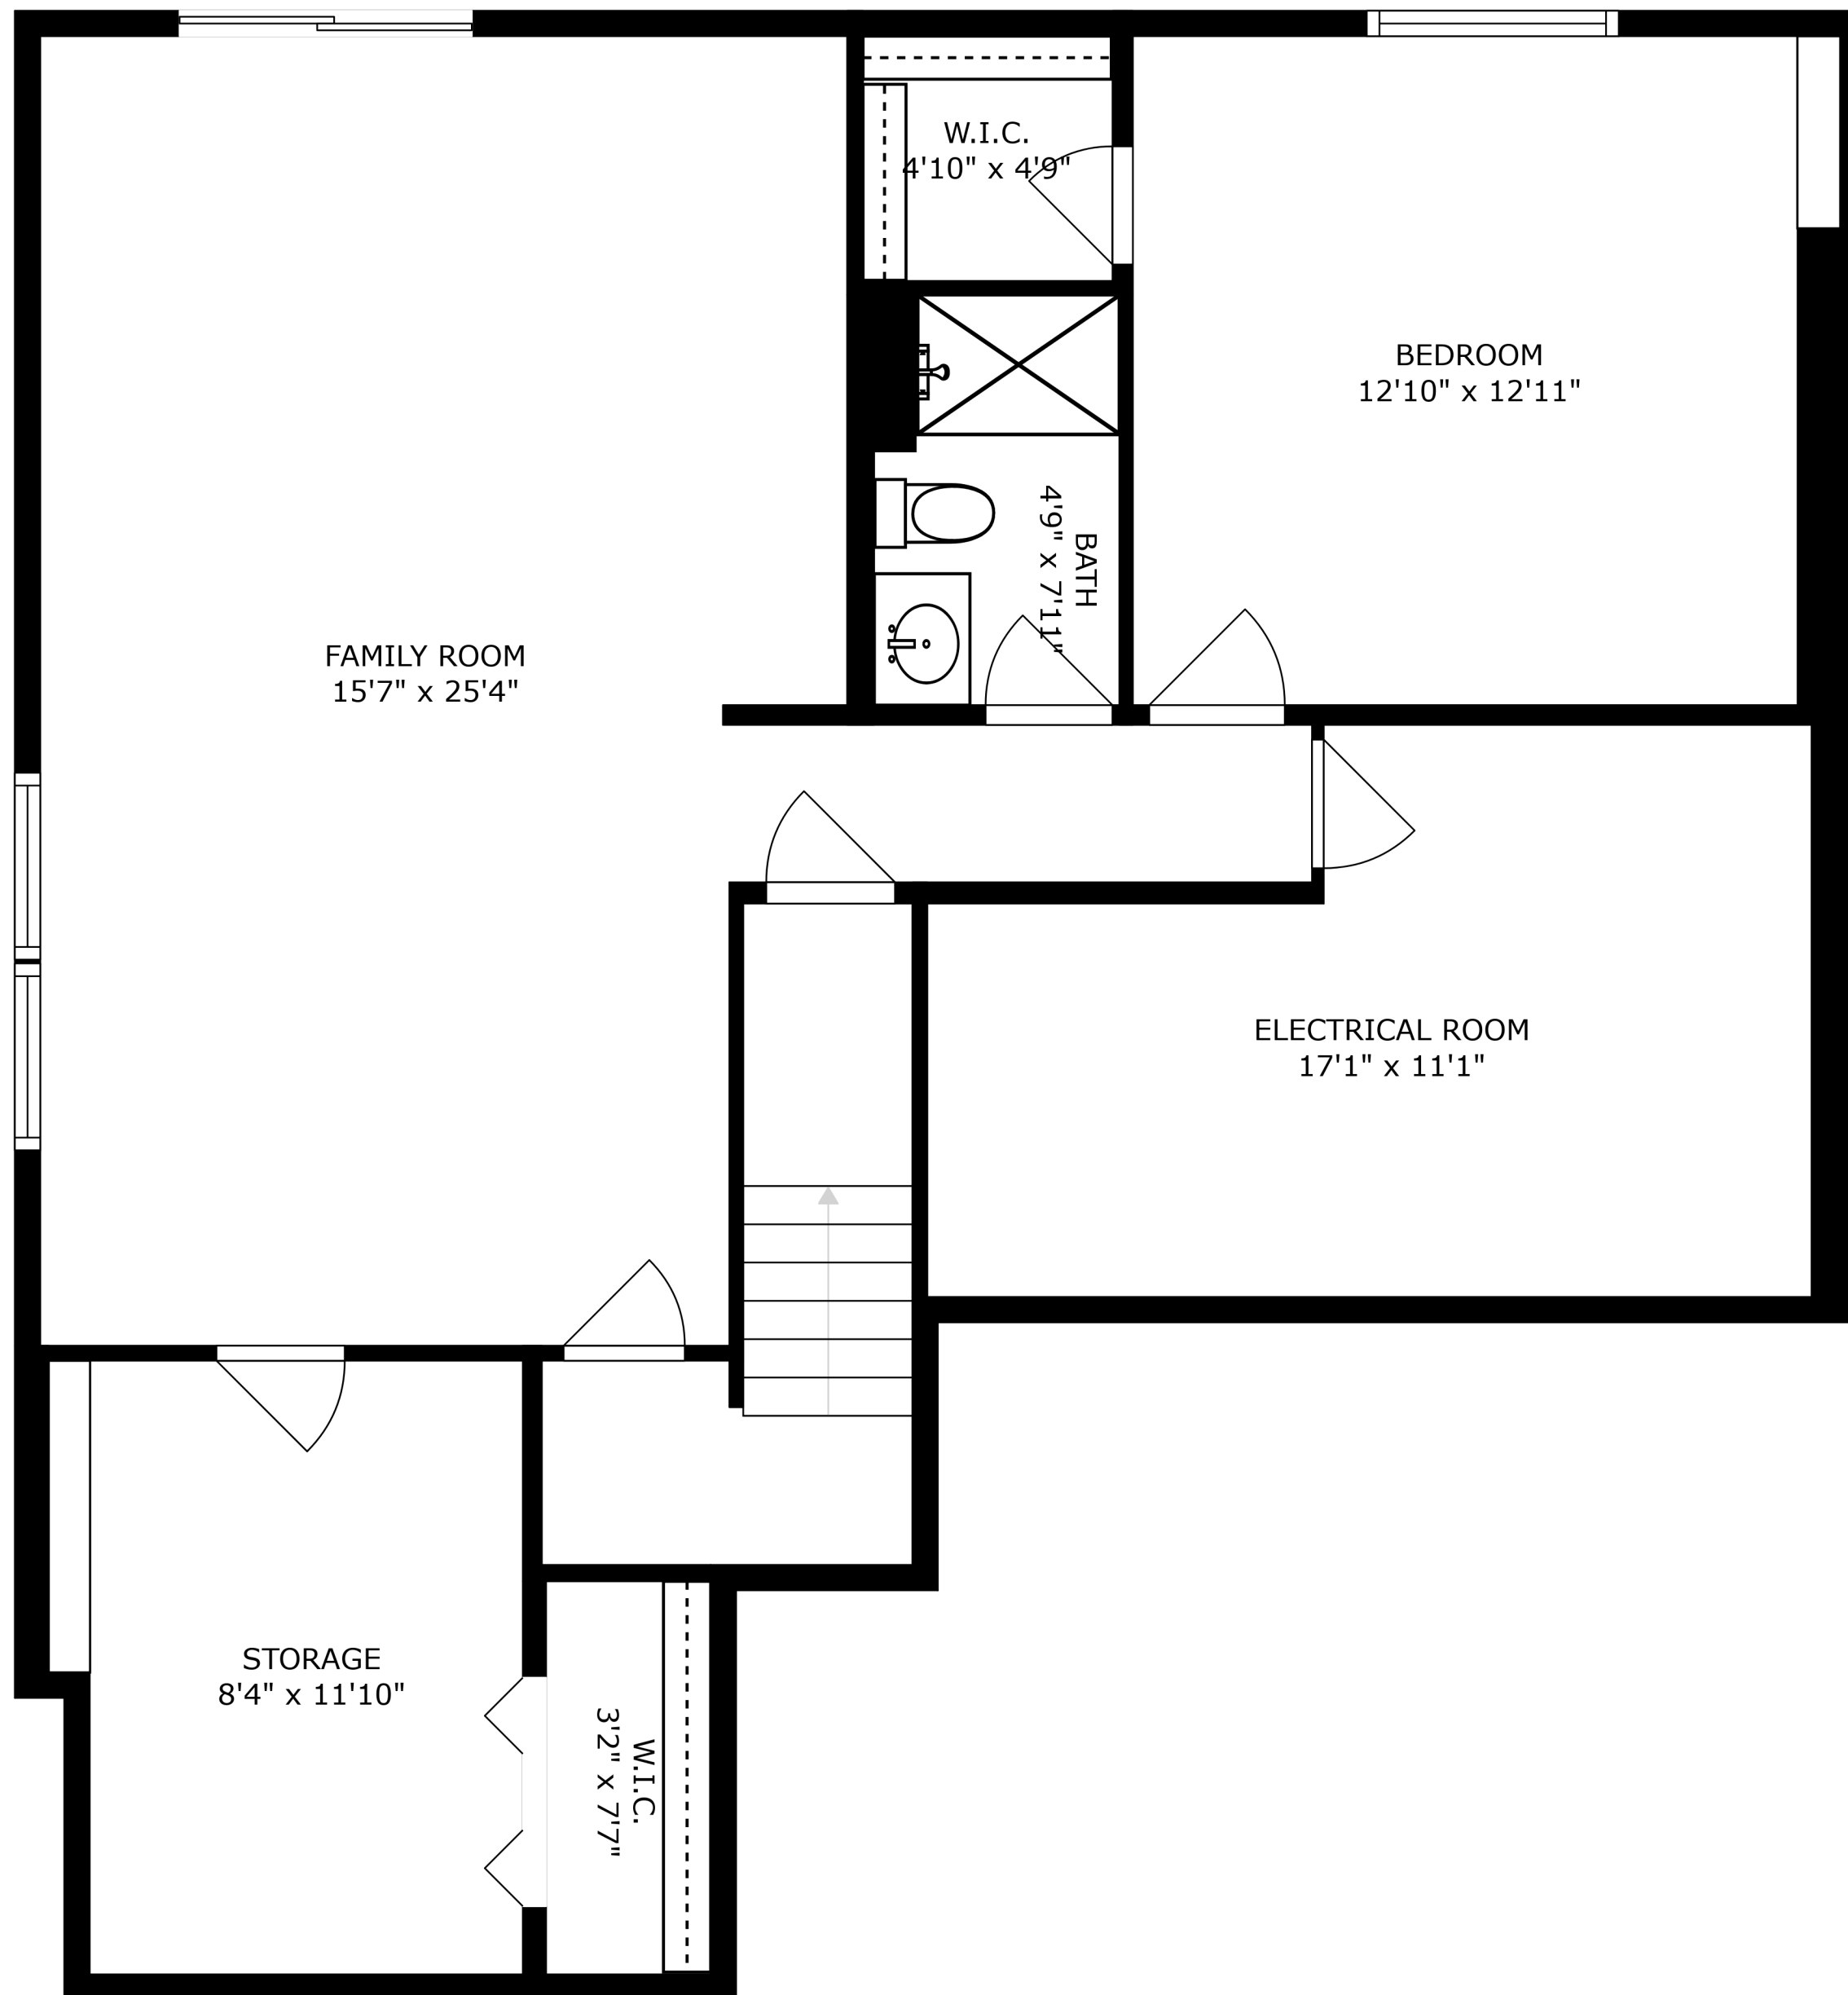 W.I.C.
4'10" x 4'9"
BEDROOM
12'10" x 12'11"
BATH
4'9" x 7'11"
FAMILY ROOM
15'7" x 25'4"
ELECTRICAL ROOM
17'1" x 11'1"
STORAGE
8'4" x 11'10"
W.I.C.
3'2" x 7'7"